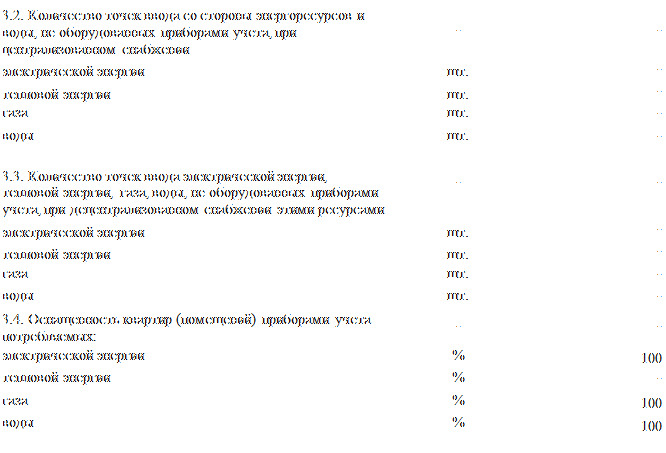 3.2. Количество точек ввода со стороны энергоресурсов и
воды, не оборудованных приборами учета, при
централизованном снабжении
электрической энергии шт.
тепловой энергии шт.
газа шт.
воды шт.
3.3. Количество точек ввода электрической энергии,
тепловой энергии, газа, воды, не оборудованных приборами
учета, при децентрализованном снабжении этими ресурсами
электрической энергии шт.
тепловой энергии шт.
газа шт.
воды шт.
3.4. Оснащенность квартир (помещений) приборами учета
потребляемых:
электрической энергии % 100
тепловой энергии %
газа % 100
воды % 100